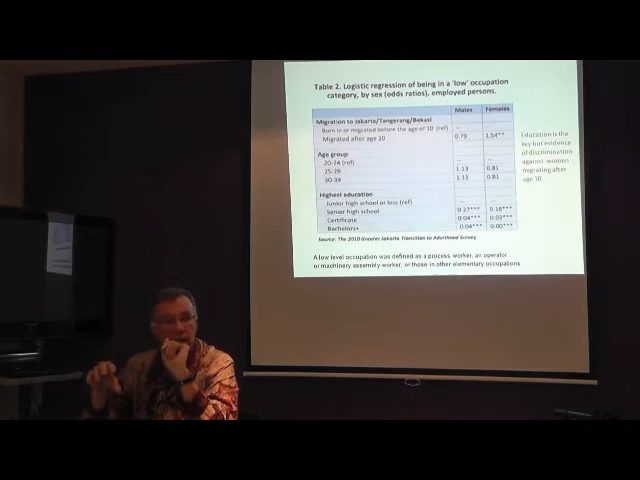 Table 2. Logistic regression of being in a 'low' occupation
category, by sex (odds ratios), employed persons.
Males Females
Migration to Jakarta/Tangerang/Bekasi
Born in or migrated before the age of 10 (ref) -- --
Migrated after age 10 0.79 1.54**
Age group
20-24 (ref) -- --
25-29 1.13 0.81
30-34 1.11 0.81
Highest education
Junior high school or less (ref) -- --
Senior high school 0.27*** 0.18***
Certificate 0.04*** 0.03***
Bachelors+ 0.04*** 0.00***
Source: The 2010 Greater Jakarta Transition to Adulthood Survey
Education is the
key but evidence
of discrimination
against women
migrating after
age 10
A low level occupation was defined as a process worker, an operator
or machinery assembly worker, or those in other elementary occupations